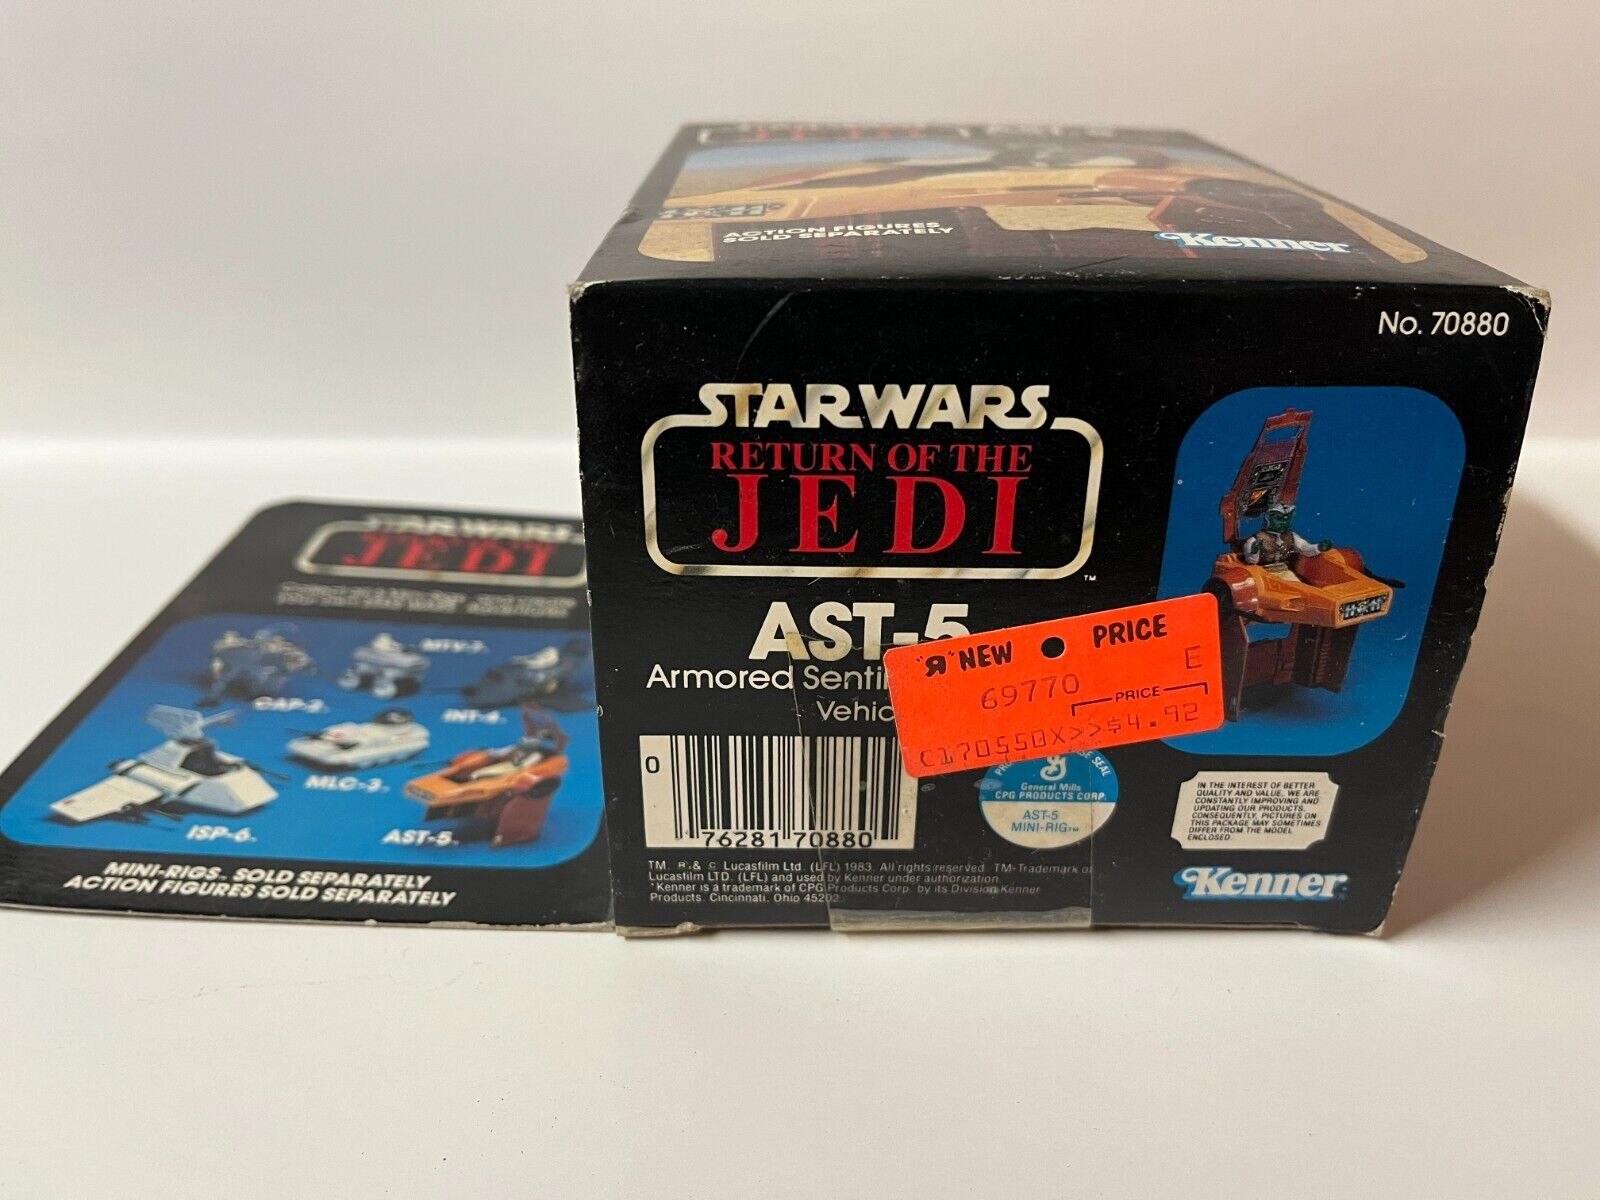 ACTION FIGURES
SOLD SEPARATELY
Kenner
No. 70880
STAR WARS
RETURN OF THE
JEDI
TM
AST-5
Armored Senti
Vehic
"R" NEW PRICE
69770 E
PRICE
C170550X>>$4.92
0 76281 70880
General Mills
CPG PRODUCTS CORP.
AST-5
MINI-RIG™
SEAL
TM. ® & © Lucasfilm Ltd. (LFL) 1983. All rights reserved. TM-Trademark of
Lucasfilm LTD. (LFL) and used by Kenner under authorization.
Kenner is a trademark of CPG Products Corp. by its Division Kenner
Products, Cincinnati, Ohio 45202.
IN THE INTEREST OF BETTER
QUALITY AND VALUE, WE ARE
CONSTANTLY IMPROVING AND
UPDATING OUR PRODUCTS.
CONSEQUENTLY, PICTURES ON
THIS PACKAGE MAY SOMETIMES
DIFFER FROM THE MODEL
ENCLOSED.
Kenner
STAR WARS
RETURN OF THE
JEDI
MTV-7
CAP-2
INT-4
MLC-3
ISP-6
AST-5
MINI-RIGS SOLD SEPARATELY
ACTION FIGURES SOLD SEPARATELY